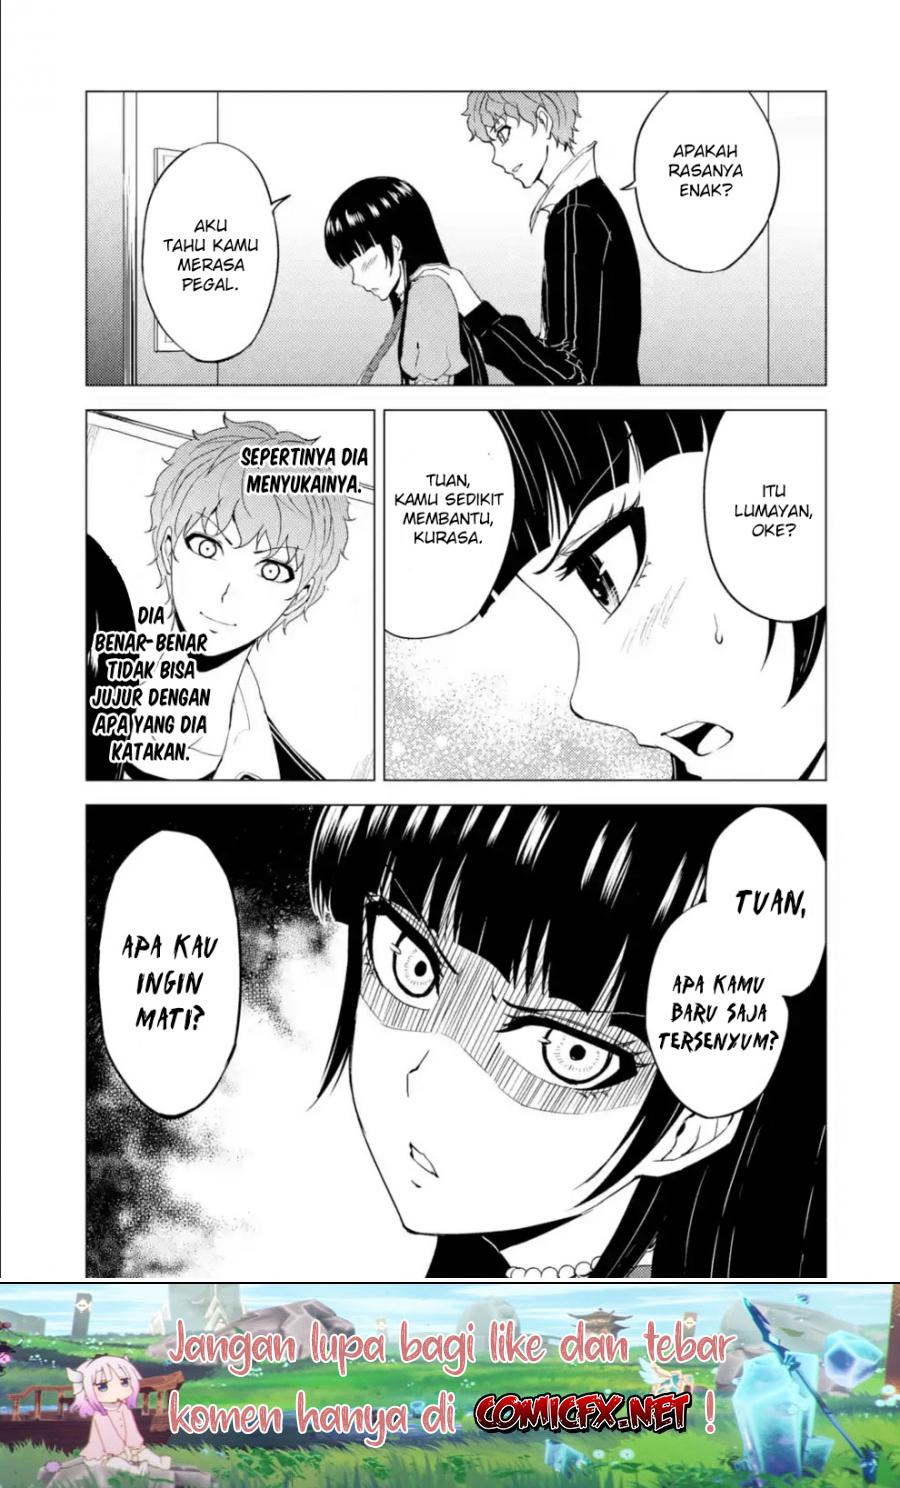 APAKAH
RASANYA
ENAK?
AKU
TAHU KAMU
MERASA
PEGAL.
ITU
LUMAYAN,
OKE?
TUAN,
KAMU SEDIKIT
MEMBANTU,
KURASA.
SEPERTINYA DIA
MENYUKAINYA.
DIA
BENAR-BENAR
TIDAK BISA
JUJUR DENGAN
APA YANG DIA
KATAKAN.
TUAN,
APA KAMU
BARU SAJA
TERSENYUM?
APA KAU
INGIN
MATI?
Jangan lupa bagi like dan tebar
komen hanya di COMICFX.NET !